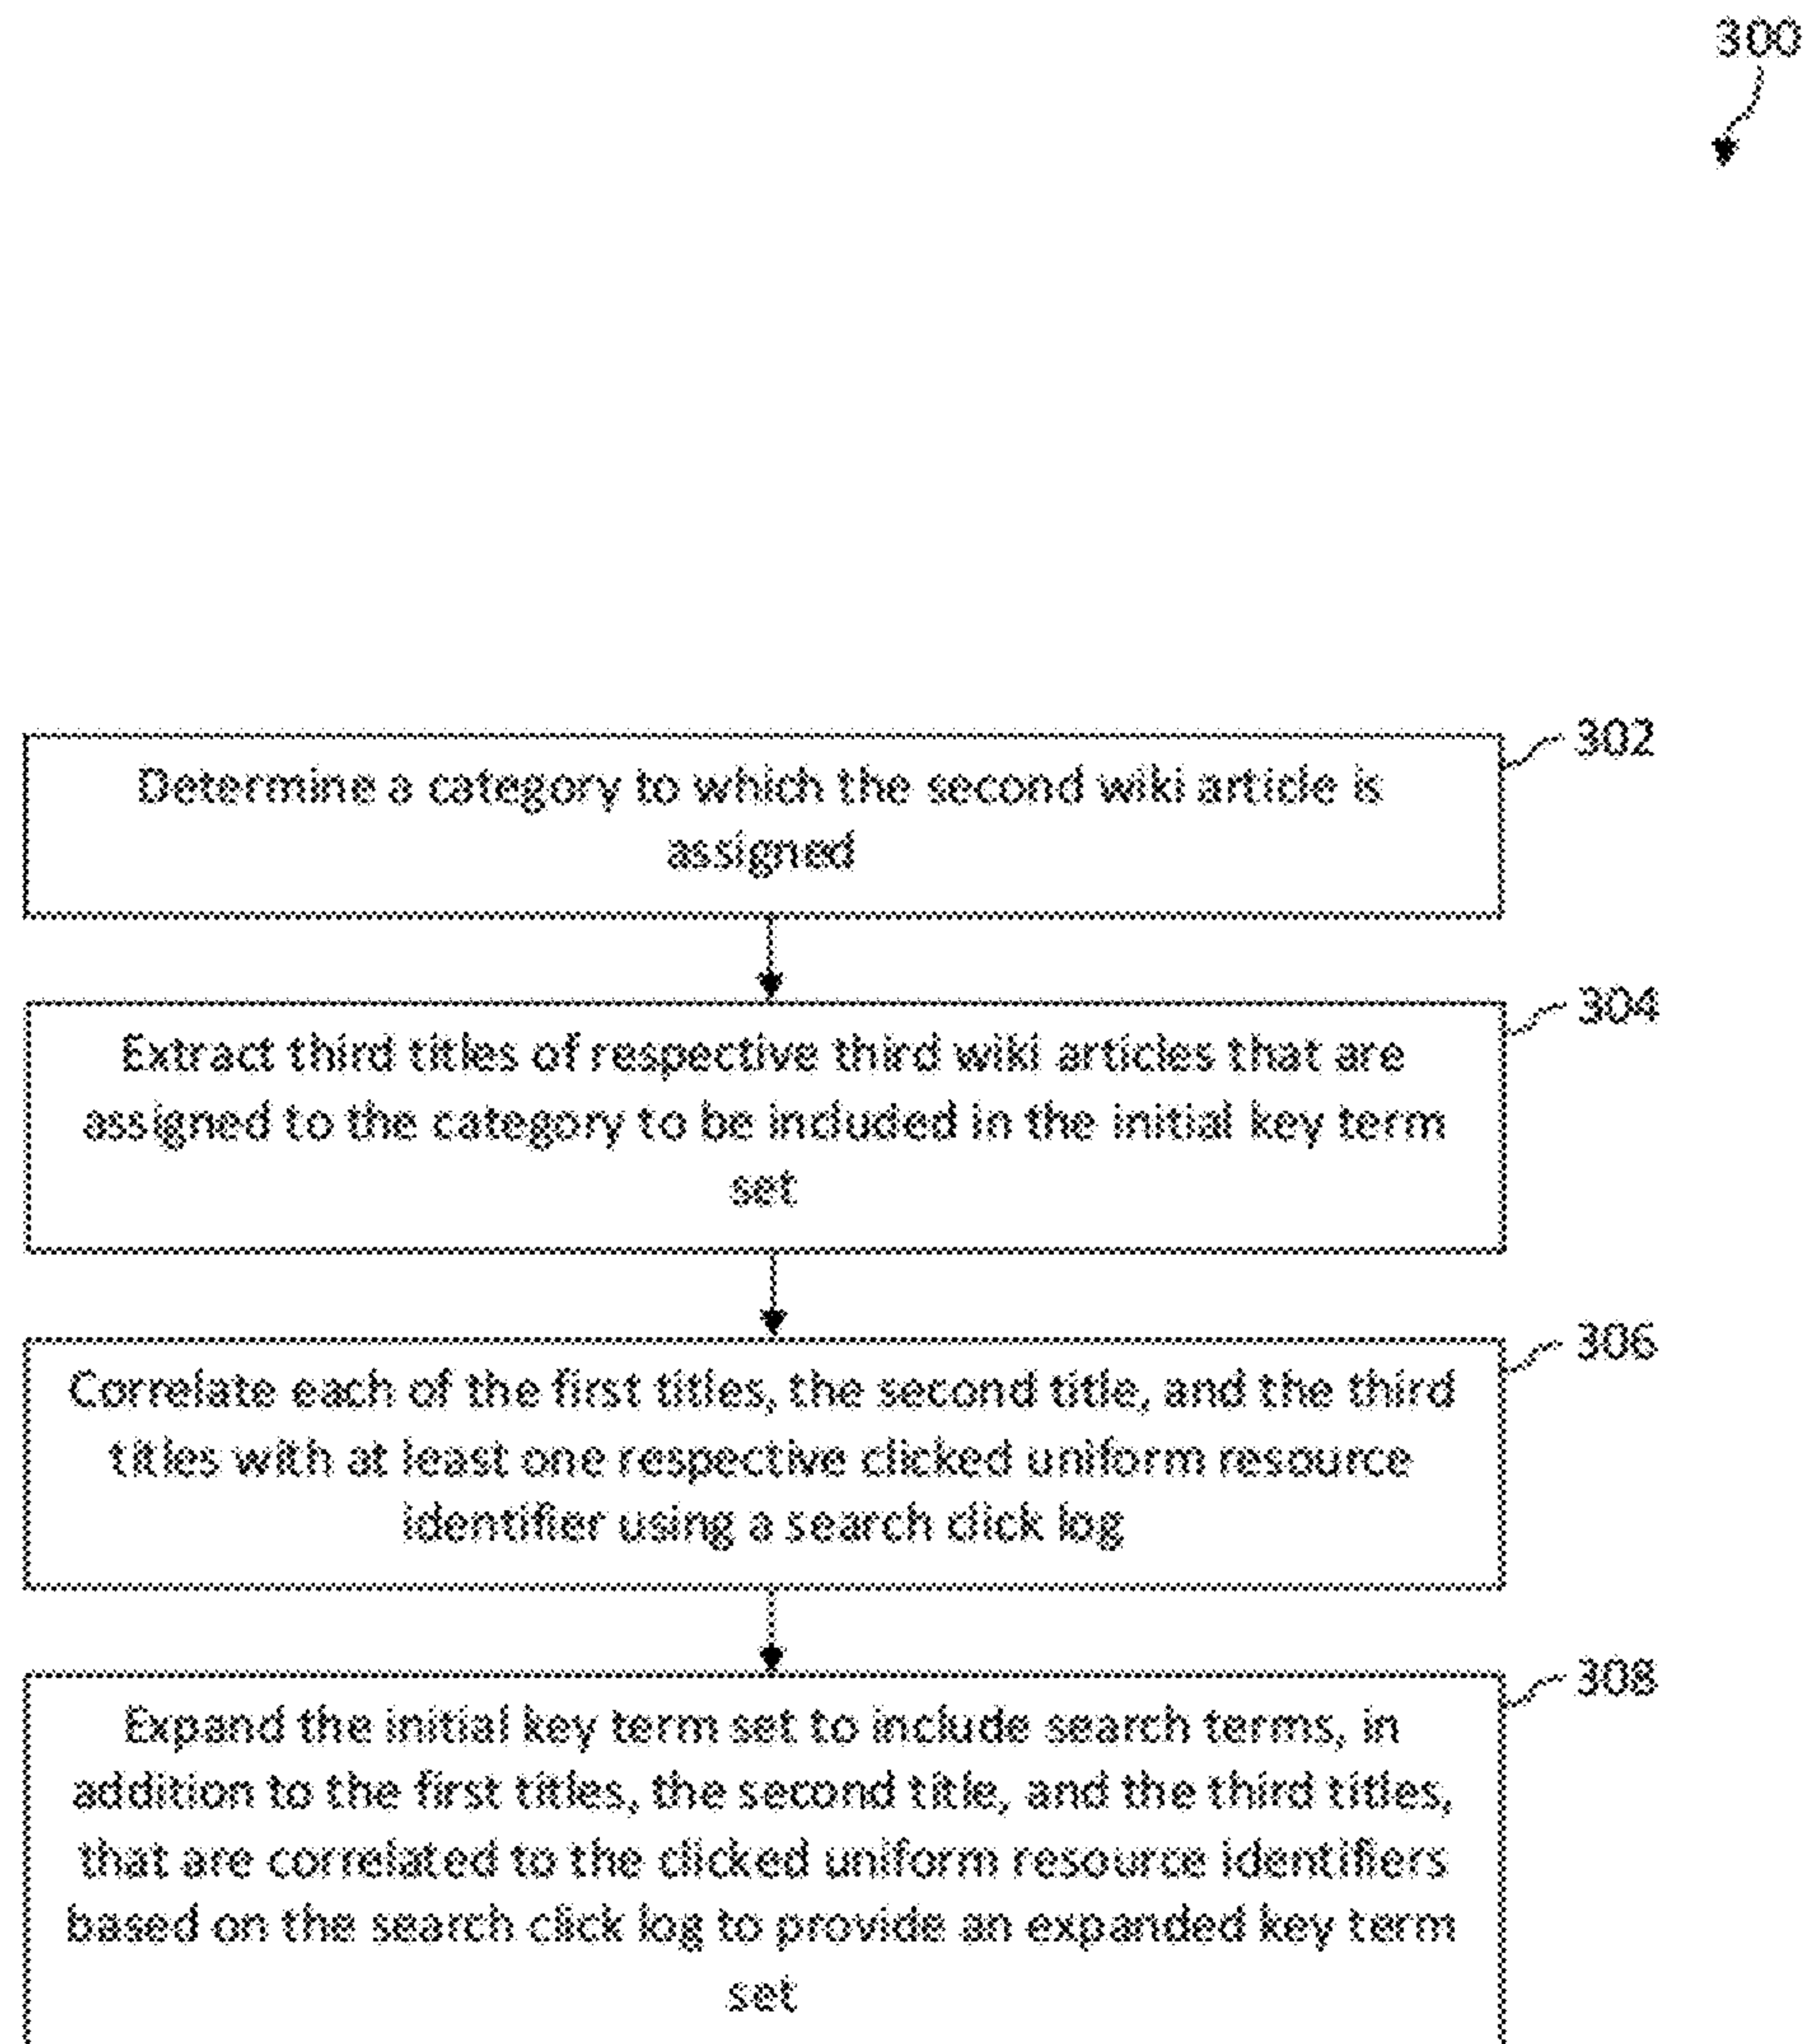 300
302
Determine a category to which the second wiki article is
assigned
304
Extract third titles of respective third wiki articles that are
assigned to the category to be included in the initial key term
set
306
Correlate each of the first titles, the second title, and the third
titles with at least one respective clicked uniform resource
identifier using a search click log
308
Expand the initial key term set to include search terms, in
addition to the first titles, the second title, and the third titles,
that are correlated to the clicked uniform resource identifiers
based on the search click log to provide an expanded key term
set